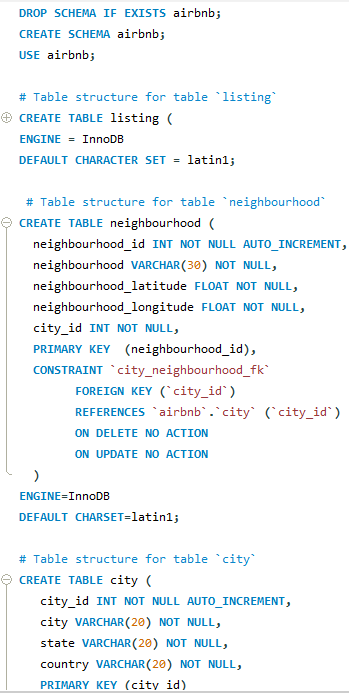 DROP SCHEMA IF EXISTS airbnb;
CREATE SCHEMA airbnb;
USE airbnb;
# Table structure for table `listing`
CREATE TABLE listing (
ENGINE = InnoDB
DEFAULT CHARACTER SET = latin1;
# Table structure for table `neighbourhood`
CREATE TABLE neighbourhood (
neighbourhood_id INT NOT NULL AUTO_INCREMENT,
neighbourhood VARCHAR(30) NOT NULL,
neighbourhood_latitude FLOAT NOT NULL,
neighbourhood_longitude FLOAT NOT NULL,
city_id INT NOT NULL,
PRIMARY KEY  (neighbourhood_id),
CONSTRAINT `city_neighbourhood_fk`
FOREIGN KEY (`city_id`)
REFERENCES `airbnb`.`city` (`city_id`)
ON DELETE NO ACTION
ON UPDATE NO ACTION
)
ENGINE=InnoDB
DEFAULT CHARSET=latin1;
# Table structure for table `city`
CREATE TABLE city (
city_id INT NOT NULL AUTO_INCREMENT,
city VARCHAR(20) NOT NULL,
state VARCHAR(20) NOT NULL,
country VARCHAR(20) NOT NULL,
PRIMARY KEY (city_id)